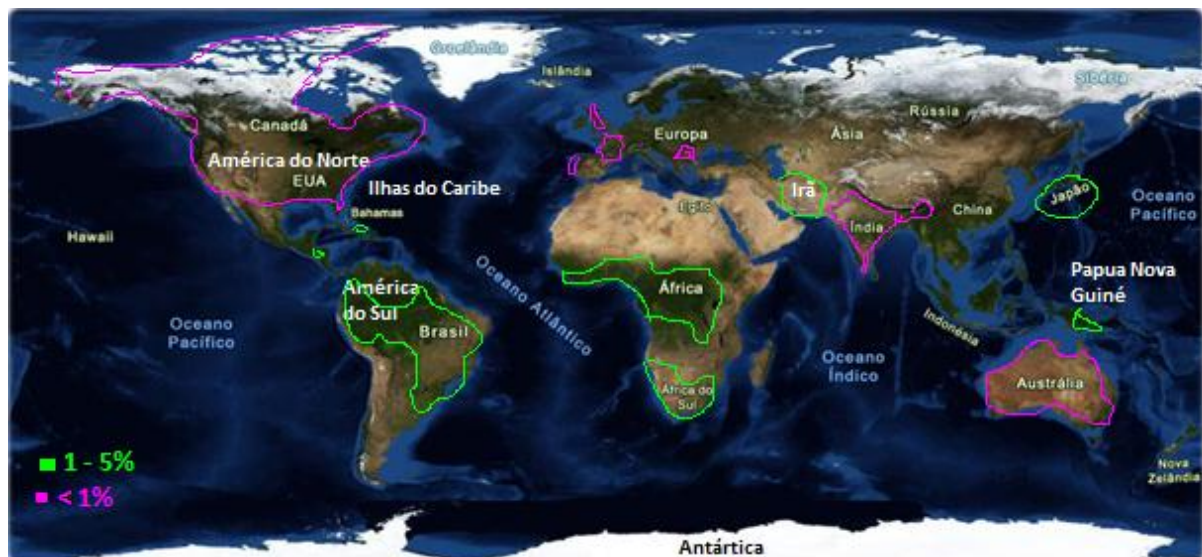 Groelândia
Islândia
Sibéria
Rússia
Canadá
Europa
Ásia
América do Norte
EUA
Ilhas do Caribe
Irã
Japão
Bahamas
Egito
China
Oceano
Pacífico
Índia
Hawaii
Oceano Atlântico
África
Papua Nova
Guiné
América
do Sul
Brasil
Indonésia
Oceano
Pacífico
Oceano
Índico
Austrália
África do
Sul
1 - 5%
< 1%
Nova
Zelândia
Antártica